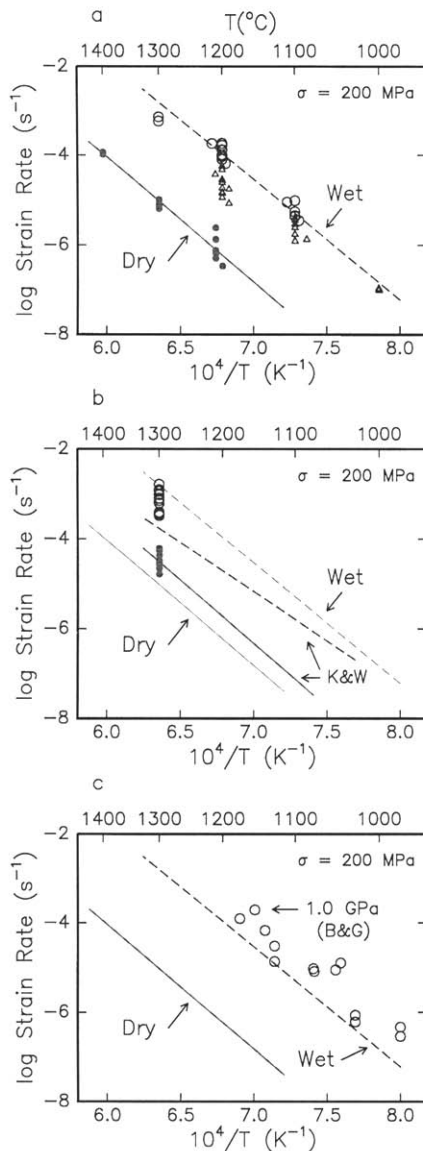 a
T(°C)
1400 1300 1200 1100 1000
σ = 200 MPa
log Strain Rate (s⁻¹)
-2
-4
-6
-8
Wet
Dry
6.0 6.5 7.0 7.5 8.0
10⁴/T (K⁻¹)
b
1400 1300 1200 1100 1000
σ = 200 MPa
log Strain Rate (s⁻¹)
-2
-4
-6
-8
Wet
Dry
K&W
6.0 6.5 7.0 7.5 8.0
10⁴/T (K⁻¹)
c
1400 1300 1200 1100 1000
σ = 200 MPa
log Strain Rate (s⁻¹)
-2
-4
-6
-8
1.0 GPa
(B&G)
Dry
Wet
6.0 6.5 7.0 7.5 8.0
10⁴/T (K⁻¹)